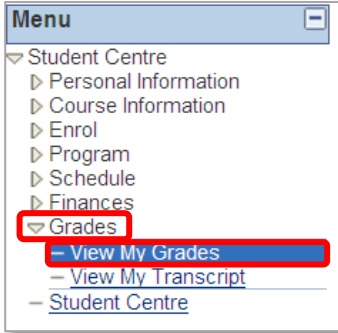 Menu
Student Centre
Personal Information
Course Information
Enrol
Program
Schedule
Finances
Grades
View My Grades
View My Transcript
Student Centre